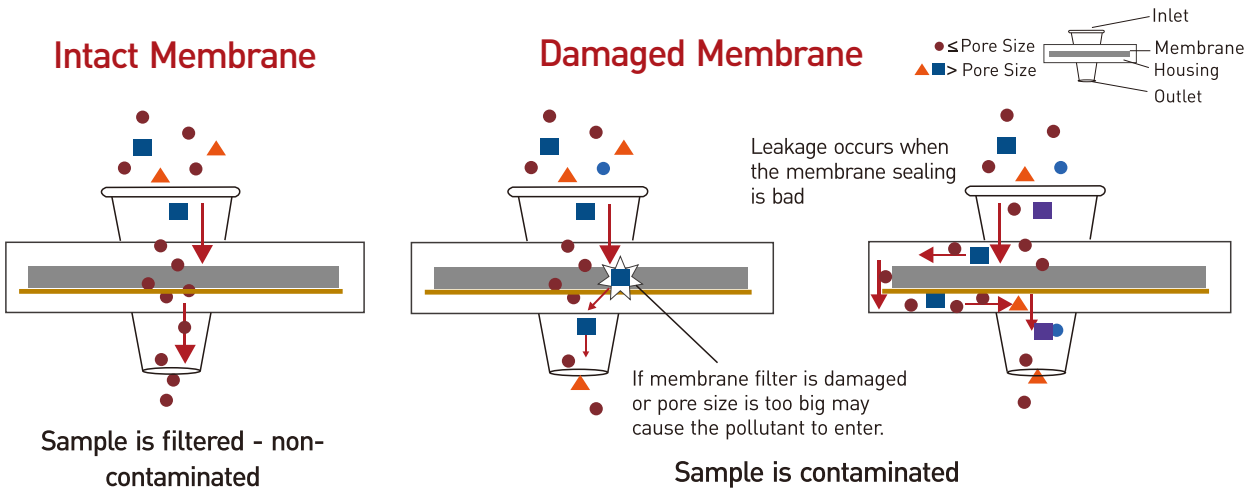 Intact Membrane
Damaged Membrane
≤ Pore Size
> Pore Size
Inlet
Membrane
Housing
Outlet
Leakage occurs when
the membrane sealing
is bad
If membrane filter is damaged
or pore size is too big may
cause the pollutant to enter.
Sample is filtered - non-
contaminated
Sample is contaminated